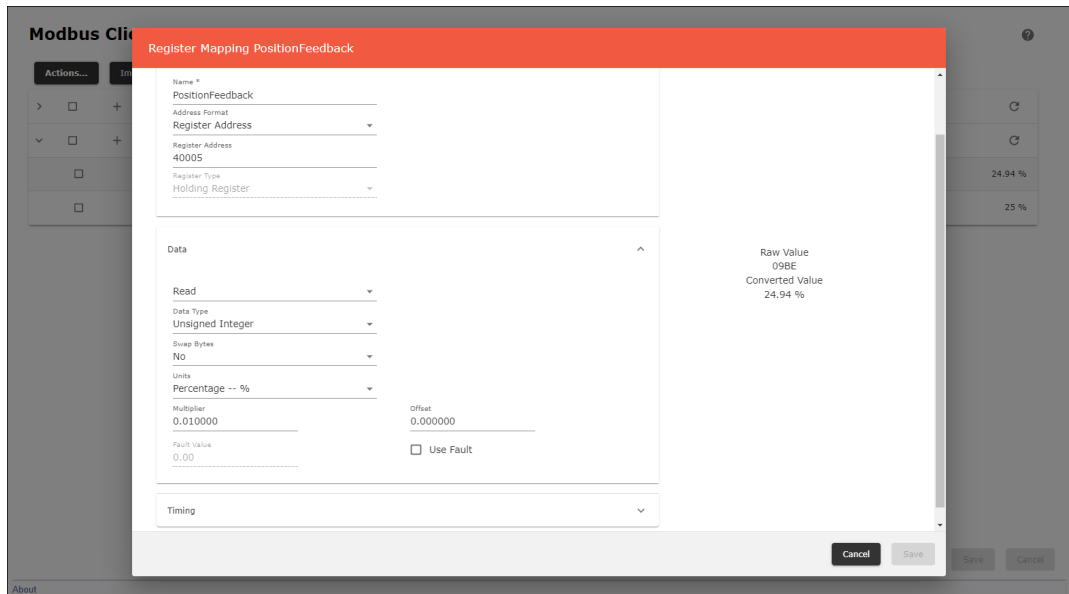 Modbus Clie
Register Mapping PositionFeedback
Actions...
Im
Name *
PositionFeedback
Address Format
Register Address
Register Address
40005
Register Type
Holding Register
24.94 %
25 %
Data
Read
Data Type
Unsigned Integer
Swap Bytes
No
Units
Percentage -- %
Multiplier
0.010000
Offset
0.000000
Fault Value
0.00
Use Fault
Raw Value
09BE
Converted Value
24.94 %
Timing
Cancel
Save
Save
Cancel
About